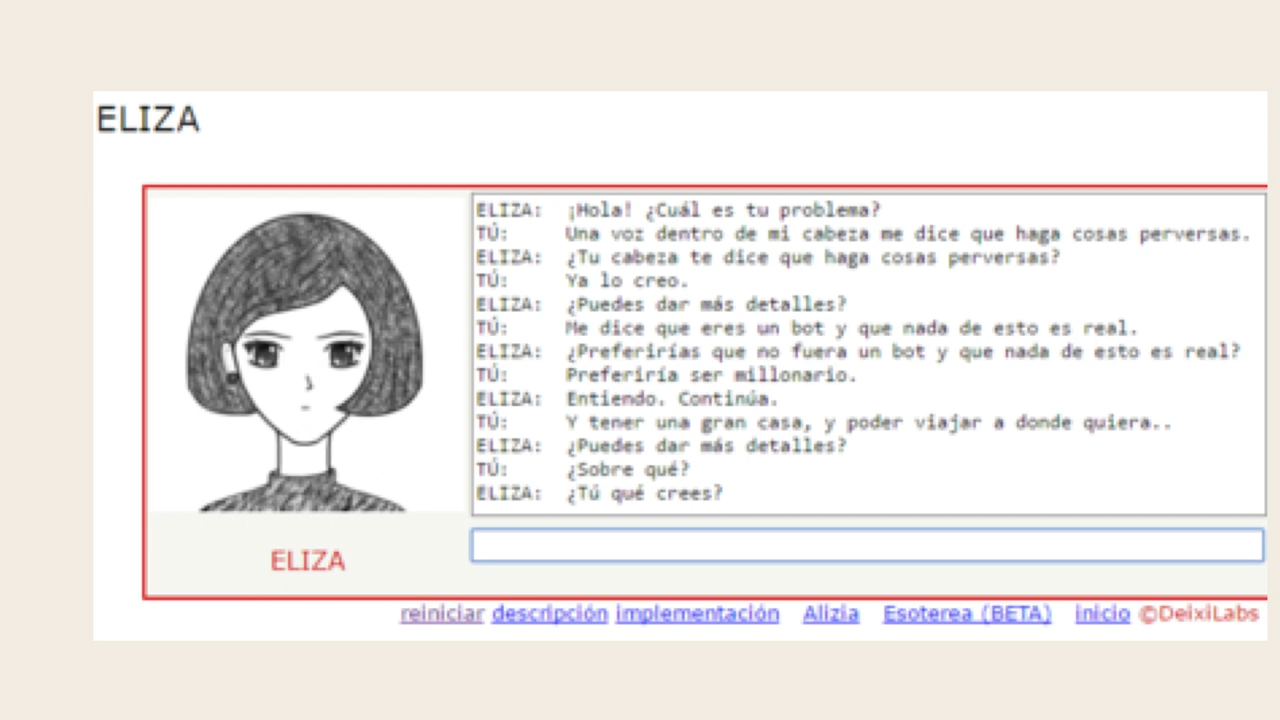 ELIZA
ELIZA: ¡Hola! ¿Cuál es tu problema?
TÚ: Una voz dentro de mi cabeza me dice que haga cosas perversas.
ELIZA: ¿Tu cabeza te dice que haga cosas perversas?
TÚ: Ya lo creo.
ELIZA: ¿Puedes dar más detalles?
TÚ: Me dice que eres un bot y que nada de esto es real.
ELIZA: ¿Preferirías que no fuera un bot y que nada de esto es real?
TÚ: Preferiría ser millonario.
ELIZA: Entiendo. Continúa.
TÚ: Y tener una gran casa, y poder viajar a donde quiera..
ELIZA: ¿Puedes dar más detalles?
TÚ: ¿Sobre qué?
ELIZA: ¿Tú qué crees?
ELIZA
reiniciar descripción implementación Alizia Esoterea (BETA) inicio ©DeixiLabs